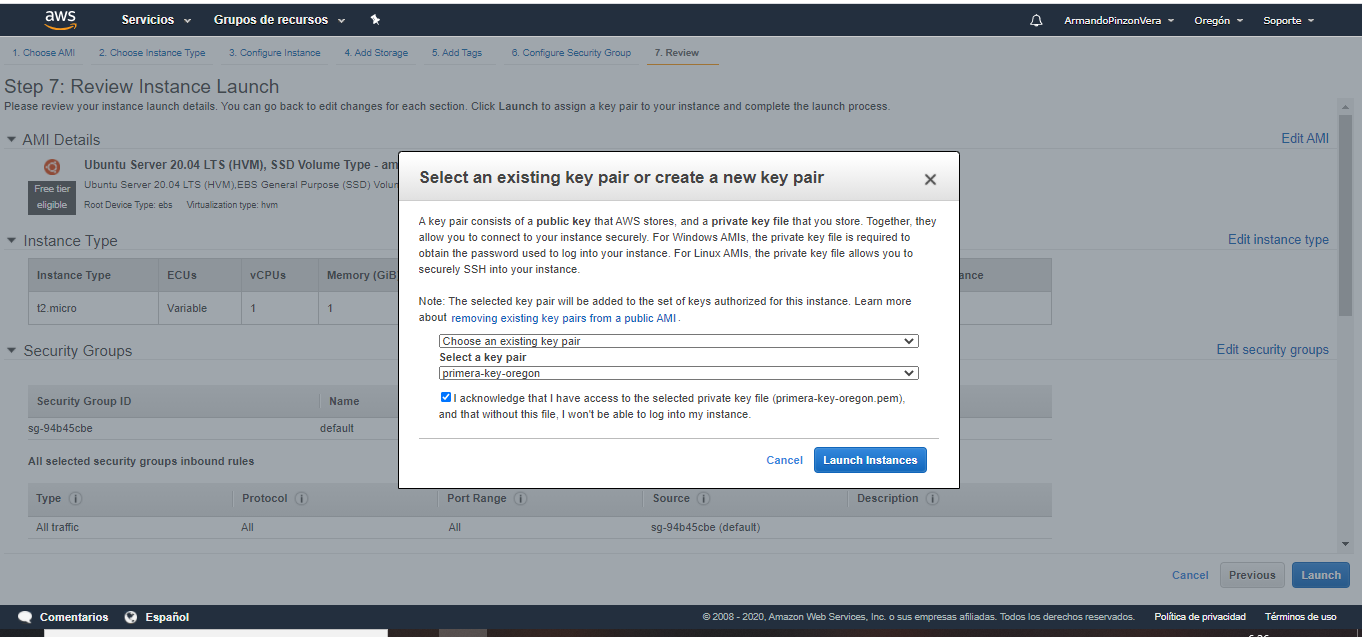 aws Servicios Grupos de recursos ArmandoPinzonVera Oregón Soporte
1. Choose AMI 2. Choose Instance Type 3. Configure Instance 4. Add Storage 5. Add Tags 6. Configure Security Group 7. Review
Step 7: Review Instance Launch
Please review your instance launch details. You can go back to edit changes for each section. Click Launch to assign a key pair to your instance and complete the launch process.
AMI Details Edit AMI
Ubuntu Server 20.04 LTS (HVM), SSD Volume Type - am
Free tier eligible
Ubuntu Server 20.04 LTS (HVM),EBS General Purpose (SSD) Volun
Root Device Type: ebs Virtualization type: hvm
Instance Type Edit instance type
Instance Type ECUs vCPUs Memory (GiB ance
t2.micro Variable 1 1
Security Groups Edit security groups
Security Group ID Name
sg-94b45cbe default
All selected security groups inbound rules
Type Protocol Port Range Source Description
All traffic All All sg-94b45cbe (default)
Select an existing key pair or create a new key pair
A key pair consists of a public key that AWS stores, and a private key file that you store. Together, they
allow you to connect to your instance securely. For Windows AMIs, the private key file is required to
obtain the password used to log into your instance. For Linux AMIs, the private key file allows you to
securely SSH into your instance.
Note: The selected key pair will be added to the set of keys authorized for this instance. Learn more
about removing existing key pairs from a public AMI .
Choose an existing key pair
Select a key pair
primera-key-oregon
I acknowledge that I have access to the selected private key file (primera-key-oregon.pem),
and that without this file, I won't be able to log into my instance.
Cancel Launch Instances
Cancel Previous Launch
Comentarios Español © 2008 - 2020, Amazon Web Services, Inc. o sus empresas afiliadas. Todos los derechos reservados. Política de privacidad Términos de uso